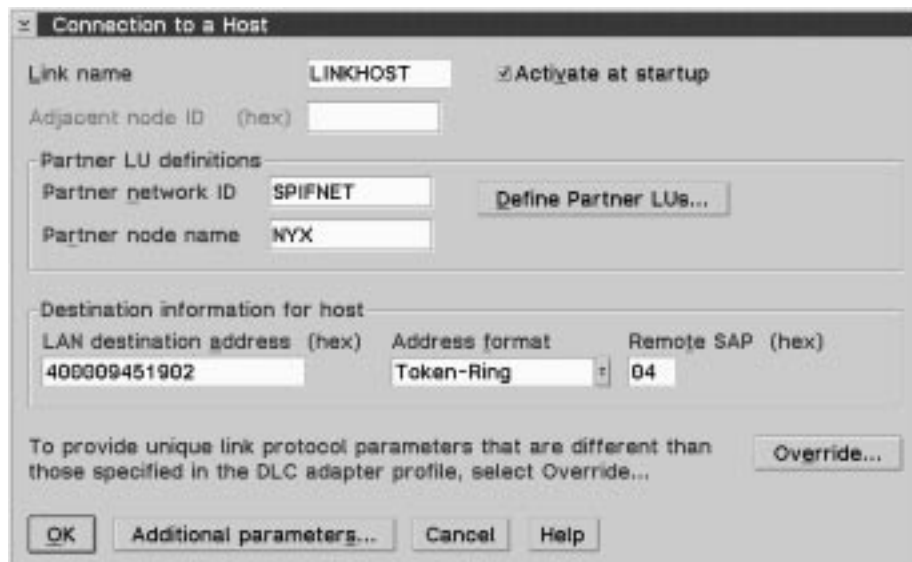 Connection to a Host
Link name LINKHOST Activate at startup
Adjacent node ID (hex)
Partner LU definitions
Partner network ID SPIFNET Define Partner LUs...
Partner node name NYX
Destination information for host
LAN destination address (hex) Address format Remote SAP (hex)
400009451902 Token-Ring 04
To provide unique link protocol parameters that are different than
those specified in the DLC adapter profile, select Override... Override...
OK Additional parameters... Cancel Help